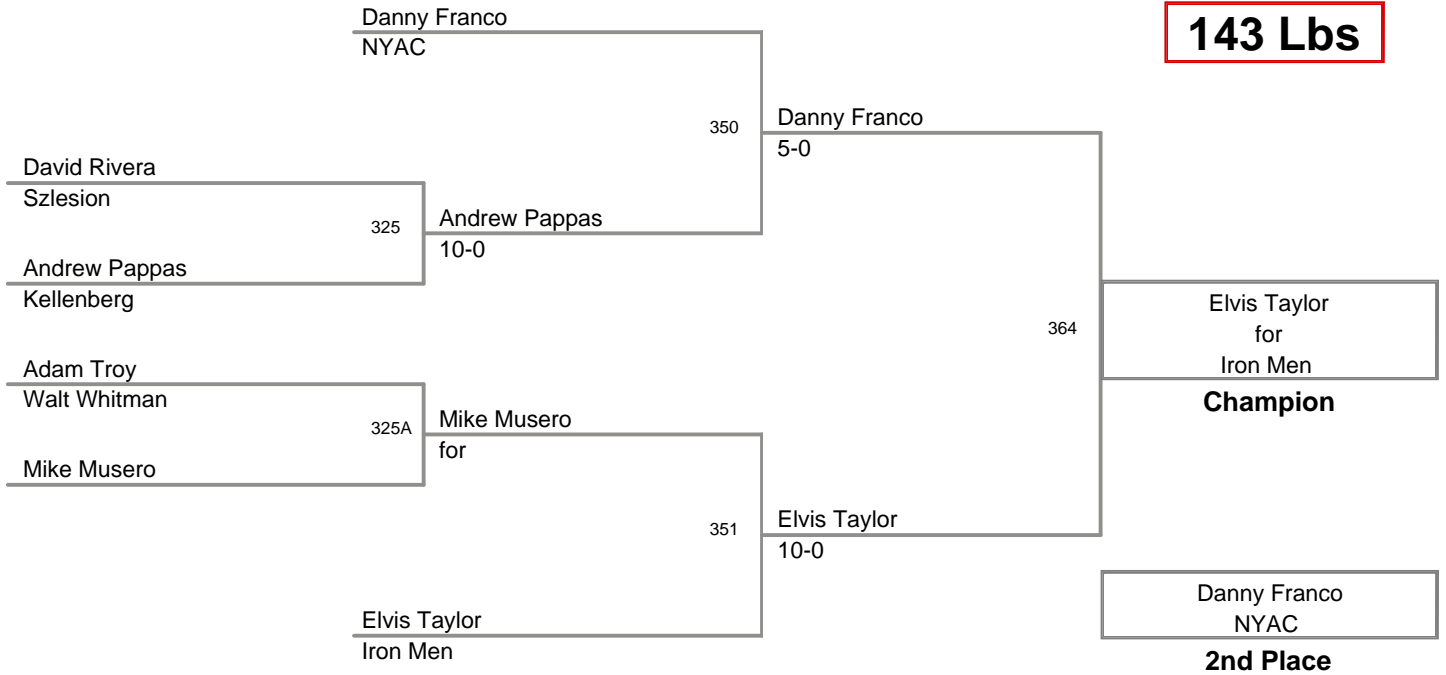 Danny Franco
NYAC
143 Lbs
350
Danny Franco
5-0
David Rivera
Szlesion
325
Andrew Pappas
10-0
Andrew Pappas
Kellenberg
364
Elvis Taylor
for
Iron Men
Champion
Adam Troy
Walt Whitman
325A
Mike Musero
for
Mike Musero
351
Elvis Taylor
10-0
Elvis Taylor
Iron Men
Danny Franco
NYAC
2nd Place